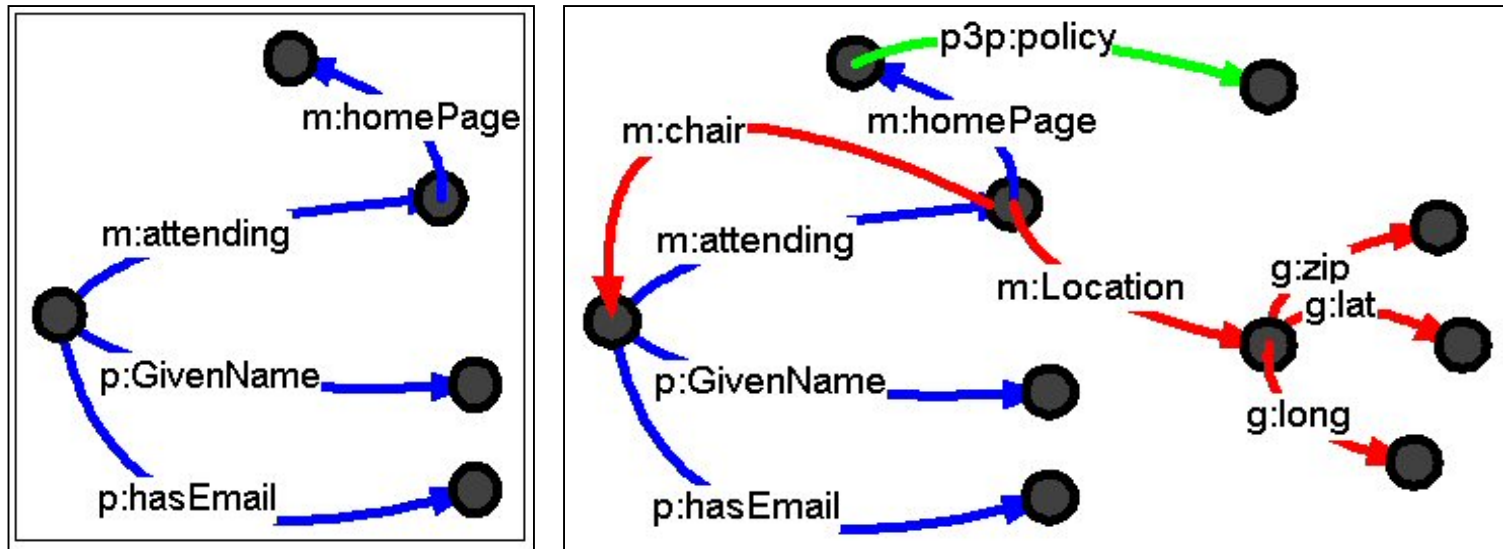 m:homePage
m:attending
p:GivenName
p:hasEmail
p3p:policy
m:chair
m:homePage
m:attending
m:Location
g:zip
g:lat
p:GivenName
g:long
p:hasEmail